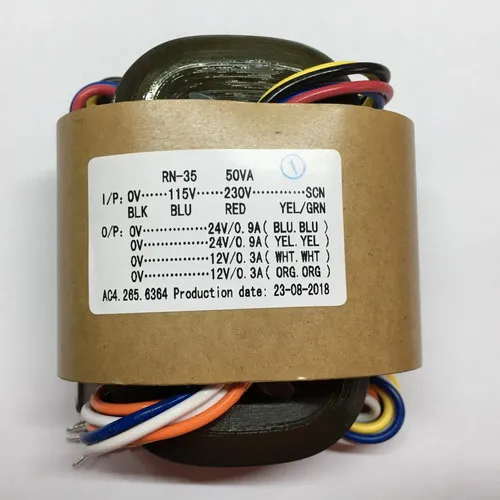 RN-35 50VA 1
I/P: 0V······115V······230V············SCN
BLK BLU RED YEL/GRN
O/P: 0V···············24V/0.9A( BLU.BLU )
0V···············24V/0.9A( YEL.YEL )
0V···············12V/0.3A( WHT.WHT )
0V···············12V/0.3A( ORG.ORG )
AC4.265.6364 Production date: 23-08-2018